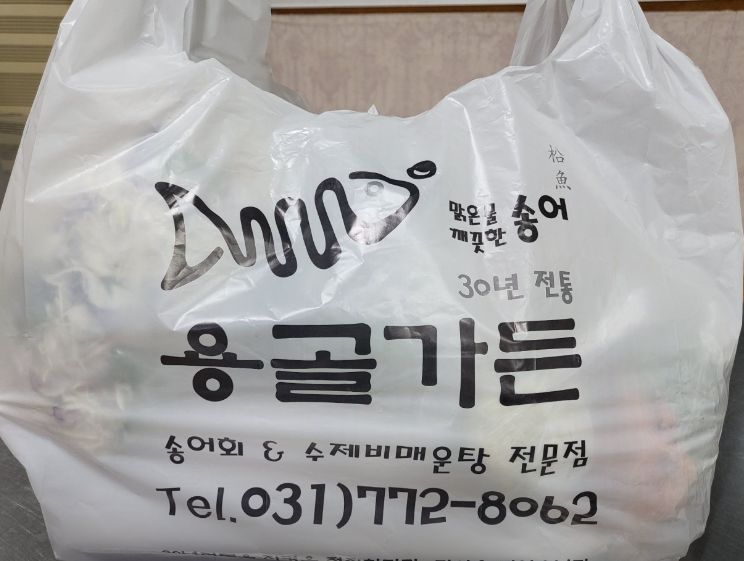 맑은물
깨끗한
송어
魚
30년 전통
용골가든
송어회 & 수제비매운탕 전문점
Tel.031)772-8062